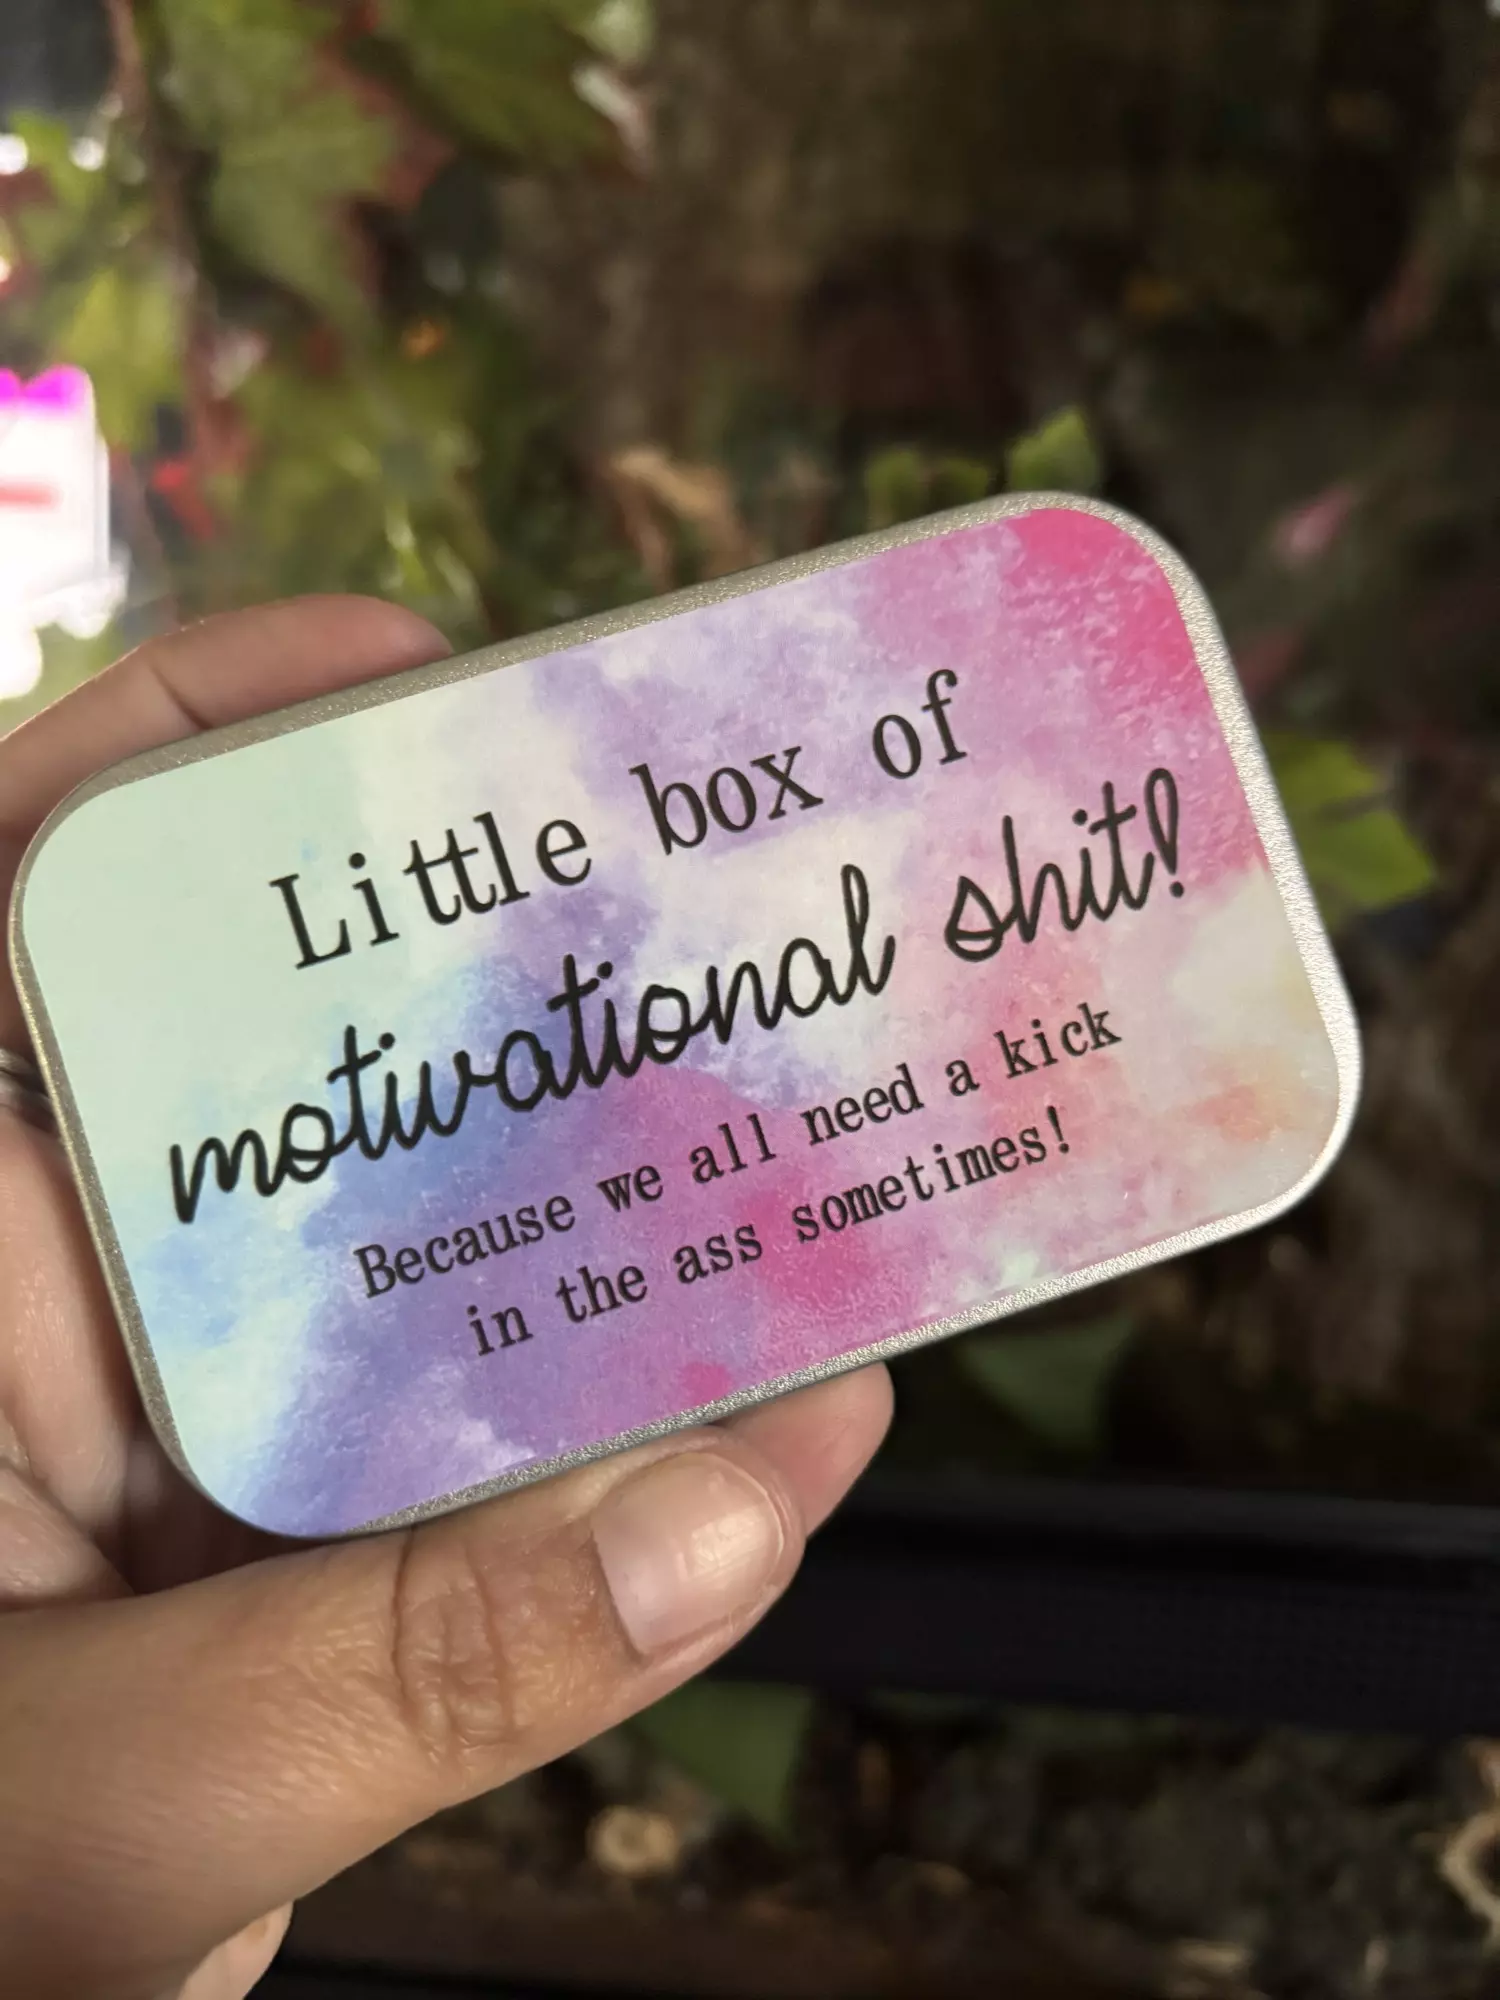 Little box of
motivational shit!
Because we all need a kick
in the ass sometimes!